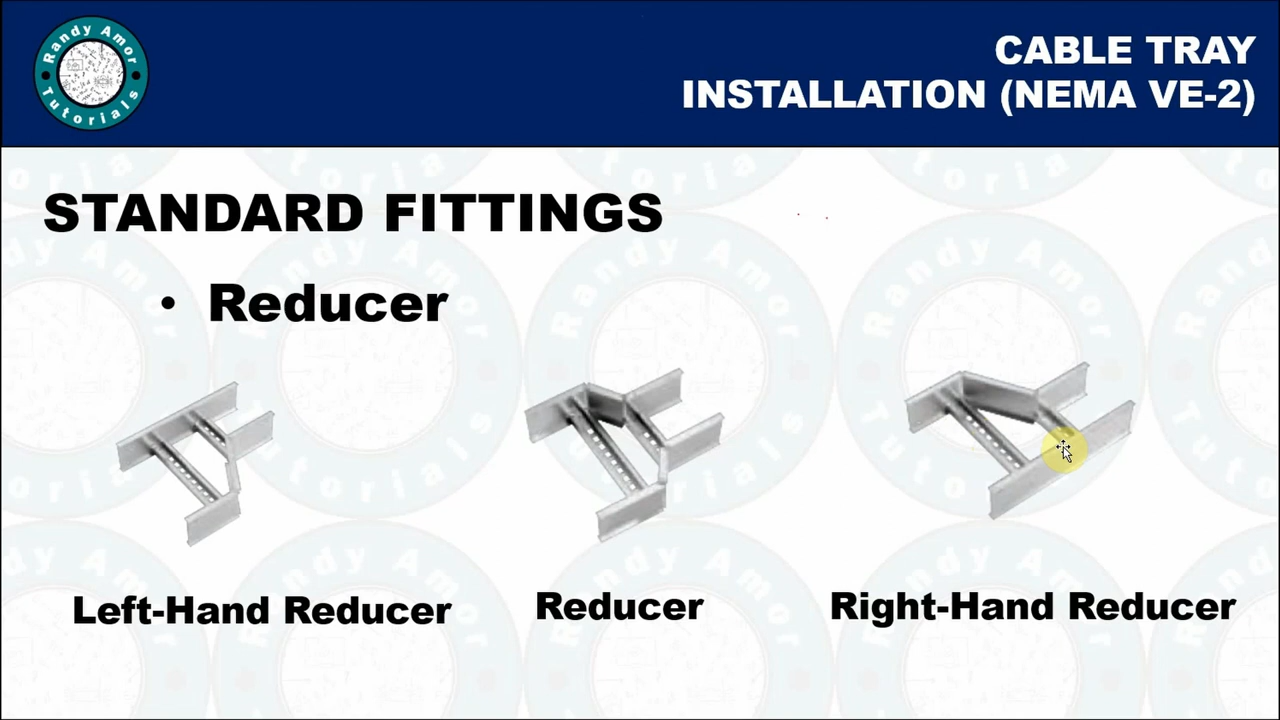 Randy Amor
Tutorials
CABLE TRAY
INSTALLATION (NEMA VE-2)
STANDARD FITTINGS
• Reducer
Left-Hand Reducer
Reducer
Right-Hand Reducer